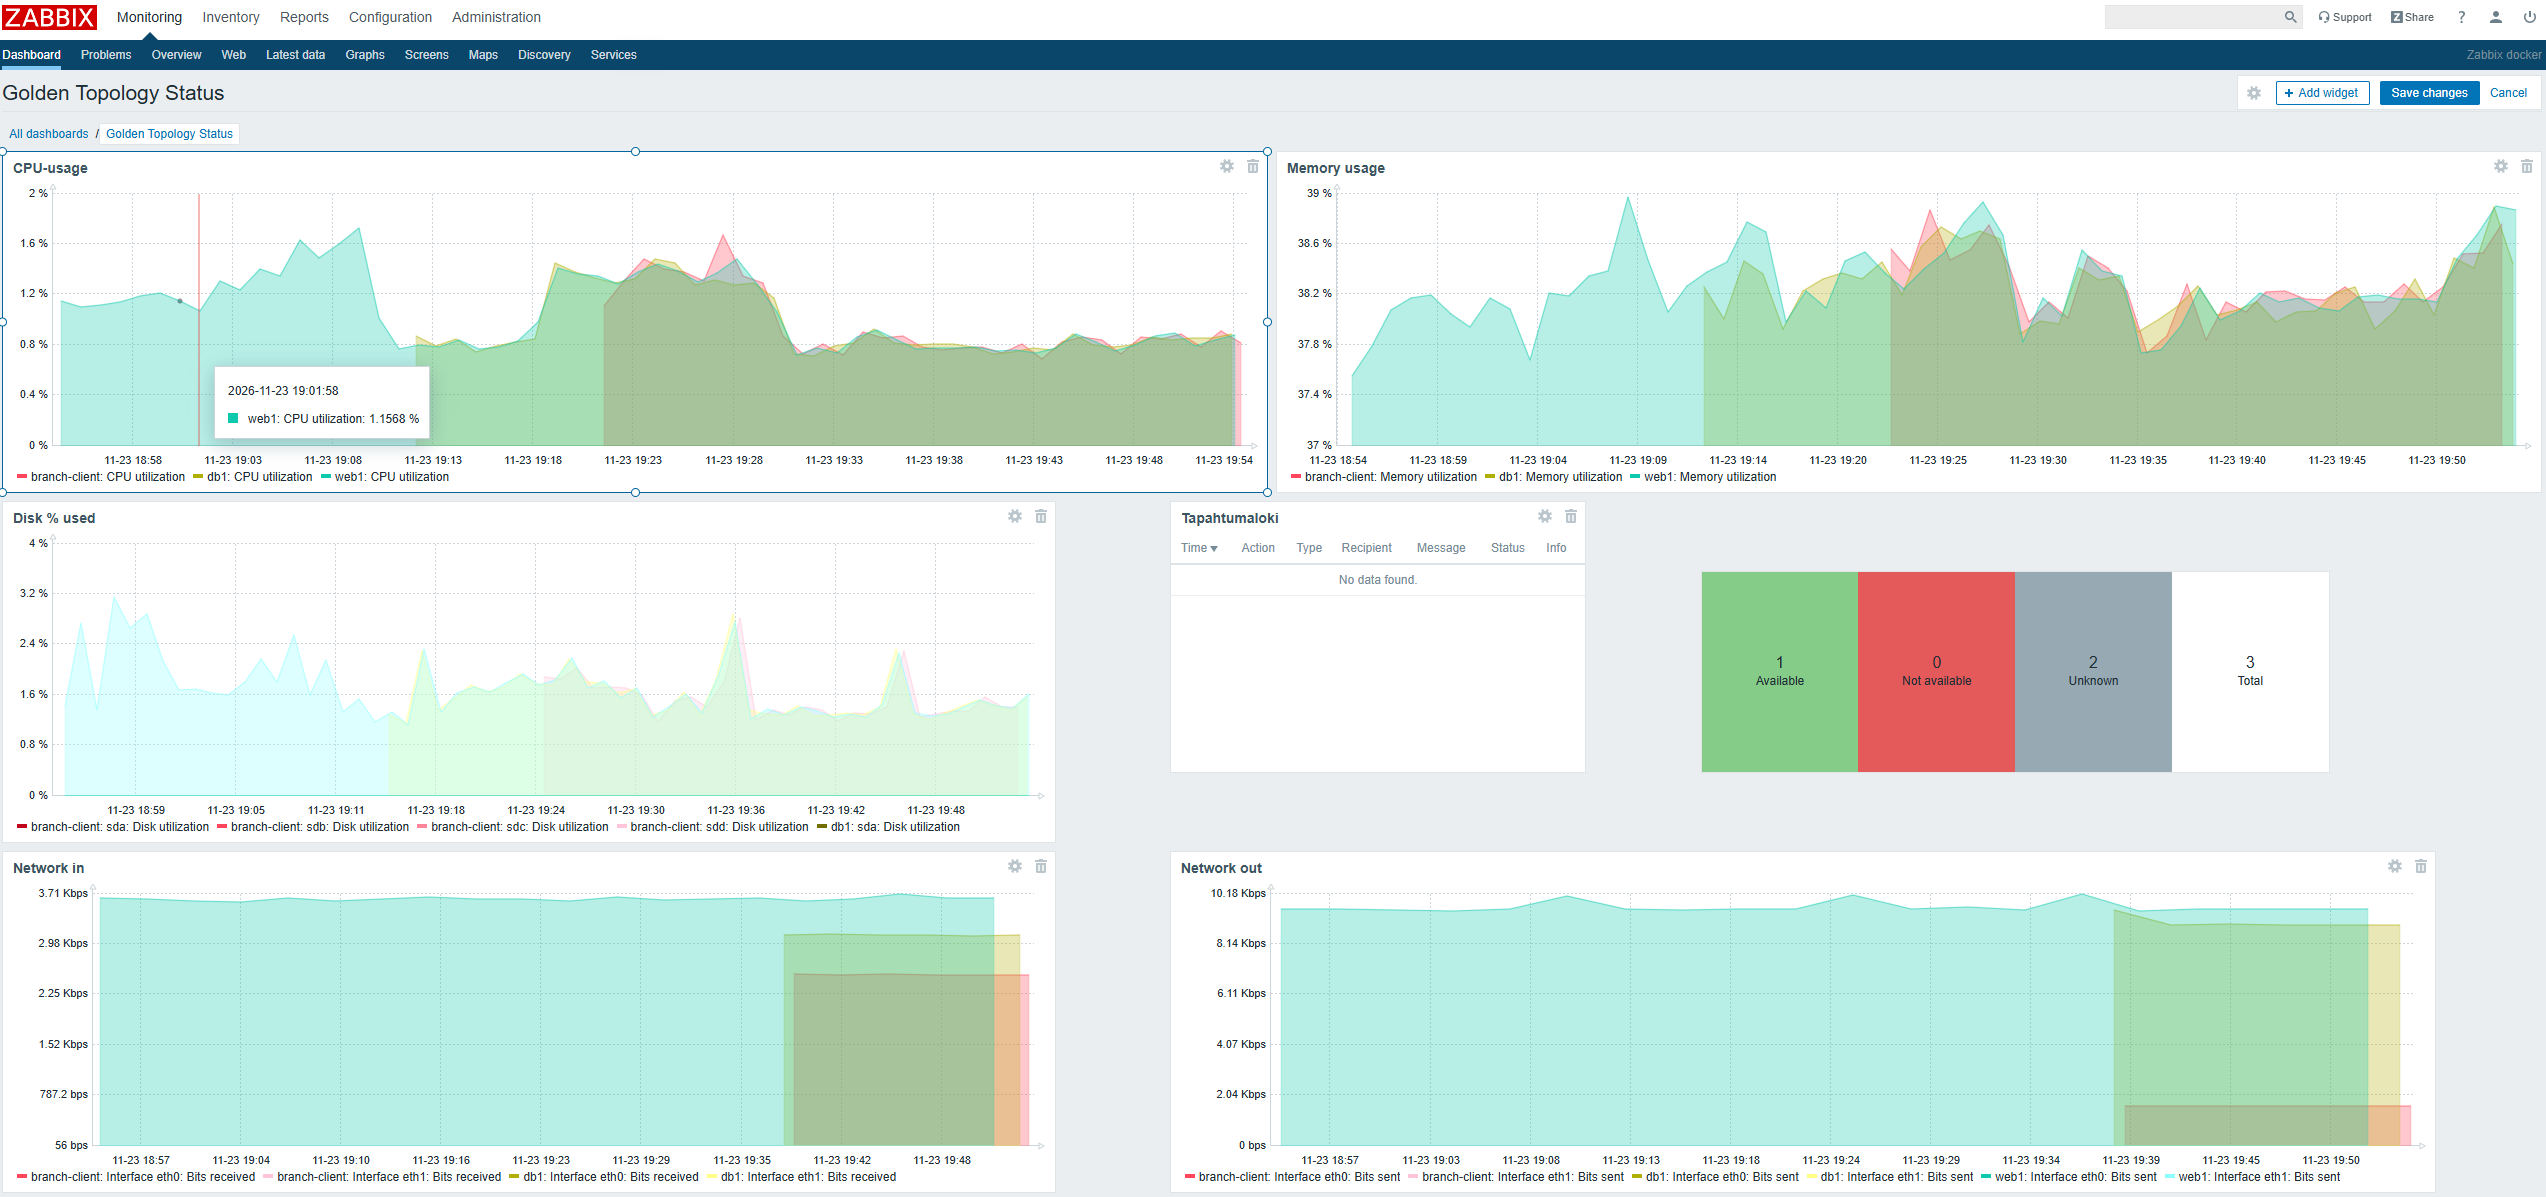 ZABBIX Monitoring Inventory Reports Configuration Administration Support Z Share ?
Dashboard Problems Overview Web Latest data Graphs Screens Maps Discovery Services Zabbix docker
Golden Topology Status + Add widget Save changes Cancel
All dashboards / Golden Topology Status
CPU-usage
2 %
1.6 %
1.2 %
0.8 %
0.4 %
0 %
2026-11-23 19:01:58
web1: CPU utilization: 1.1568 %
11-23 18:58 11-23 19:03 11-23 19:08 11-23 19:13 11-23 19:18 11-23 19:23 11-23 19:28 11-23 19:33 11-23 19:38 11-23 19:43 11-23 19:48 11-23 19:54
branch-client: CPU utilization db1: CPU utilization web1: CPU utilization
Memory usage
39 %
38.6 %
38.2 %
37.8 %
37.4 %
37 %
11-23 18:54 11-23 18:59 11-23 19:04 11-23 19:09 11-23 19:14 11-23 19:20 11-23 19:25 11-23 19:30 11-23 19:35 11-23 19:40 11-23 19:45 11-23 19:50
branch-client: Memory utilization db1: Memory utilization web1: Memory utilization
Disk % used
4 %
3.2 %
2.4 %
1.6 %
0.8 %
0 %
11-23 18:59 11-23 19:05 11-23 19:11 11-23 19:18 11-23 19:24 11-23 19:30 11-23 19:36 11-23 19:42 11-23 19:48
branch-client: sda: Disk utilization branch-client: sdb: Disk utilization branch-client: sdc: Disk utilization branch-client: sdd: Disk utilization db1: sda: Disk utilization
Tapahtumaloki
Time Action Type Recipient Message Status Info
No data found.
1 0 2 3
Available Not available Unknown Total
Network in
3.71 Kbps
2.98 Kbps
2.25 Kbps
1.52 Kbps
787.2 bps
56 bps
11-23 18:57 11-23 19:04 11-23 19:10 11-23 19:16 11-23 19:23 11-23 19:29 11-23 19:35 11-23 19:42 11-23 19:48
branch-client: Interface eth0: Bits received branch-client: Interface eth1: Bits received db1: Interface eth0: Bits received db1: Interface eth1: Bits received
Network out
10.18 Kbps
8.14 Kbps
6.11 Kbps
4.07 Kbps
2.04 Kbps
0 bps
11-23 18:57 11-23 19:03 11-23 19:08 11-23 19:13 11-23 19:18 11-23 19:24 11-23 19:29 11-23 19:34 11-23 19:39 11-23 19:45 11-23 19:50
branch-client: Interface eth0: Bits sent branch-client: Interface eth1: Bits sent db1: Interface eth0: Bits sent db1: Interface eth1: Bits sent web1: Interface eth0: Bits sent web1: Interface eth1: Bits sent